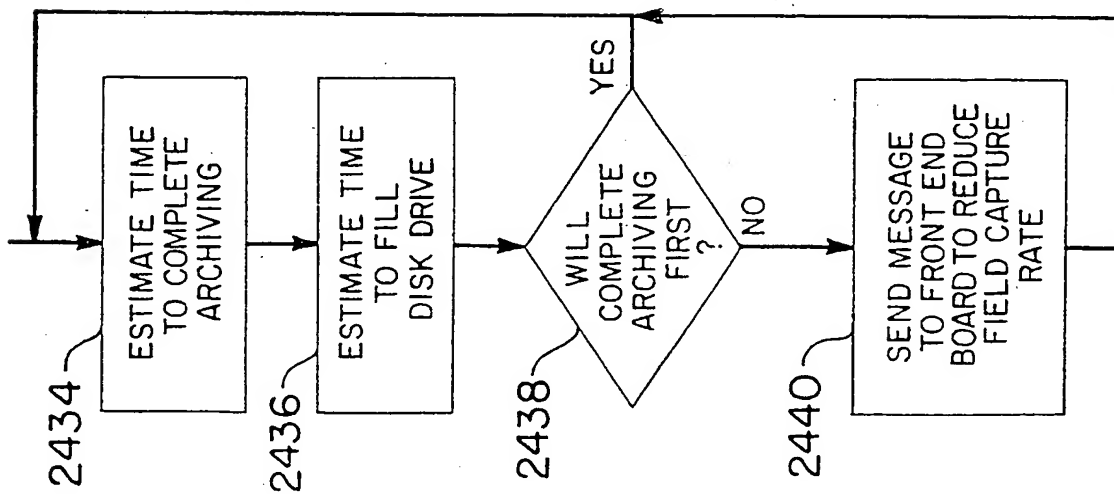 2434
ESTIMATE TIME
TO COMPLETE
ARCHIVING
2436
ESTIMATE TIME
TO FILL
DISK DRIVE
2438
WILL
COMPLETE
ARCHIVING
FIRST
?
YES
NO
2440
SEND MESSAGE
TO FRONT END
BOARD TO REDUCE
FIELD CAPTURE
RATE